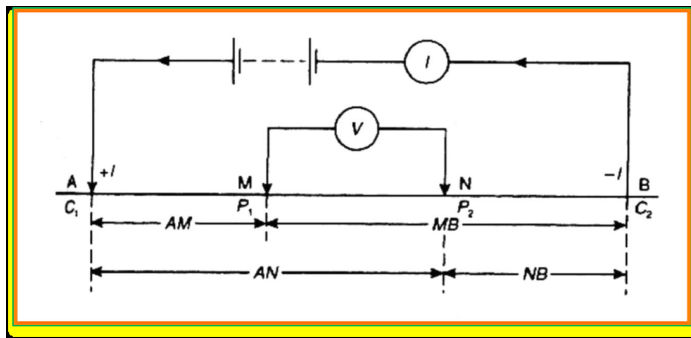 I
V
A +I M N −I B
C₁ P₁ P₂ C₂
AM MB
AN NB